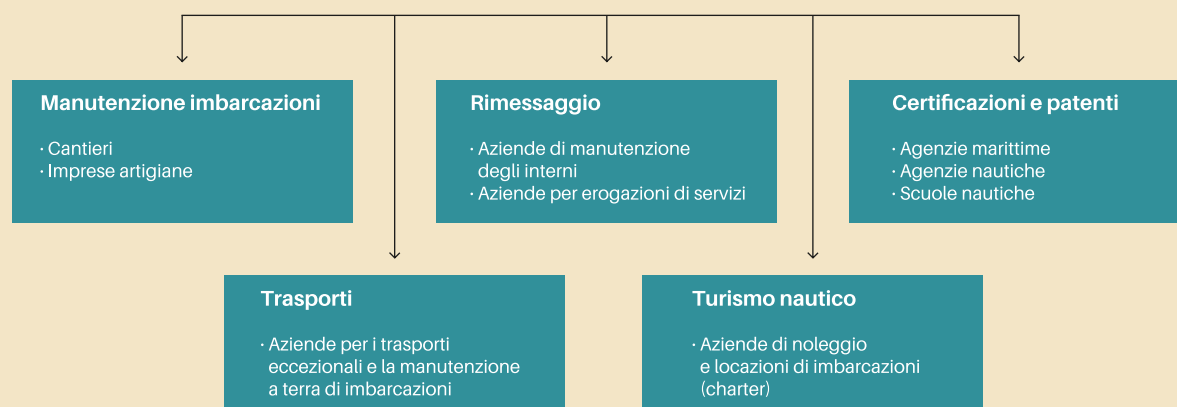 Manutenzione imbarcazioni
· Cantieri
· Imprese artigiane
Rimessaggio
· Aziende di manutenzione
degli interni
· Aziende per erogazioni di servizi
Certificazioni e patenti
· Agenzie marittime
· Agenzie nautiche
· Scuole nautiche
Trasporti
· Aziende per i trasporti
eccezionali e la manutenzione
a terra di imbarcazioni
Turismo nautico
· Aziende di noleggio
e locazioni di imbarcazioni
(charter)